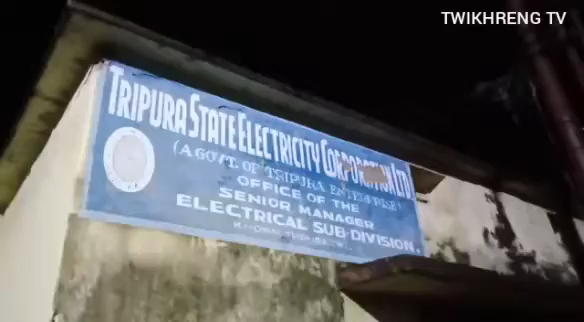 TWIKHRENG TV
TRIPURA STATE ELECTRICITY CORPORATION LTD
(A GOVT. OF TRIPURA ENTERPRISE)
OFFICE OF THE
SENIOR MANAGER
ELECTRICAL SUB-DIVISION.